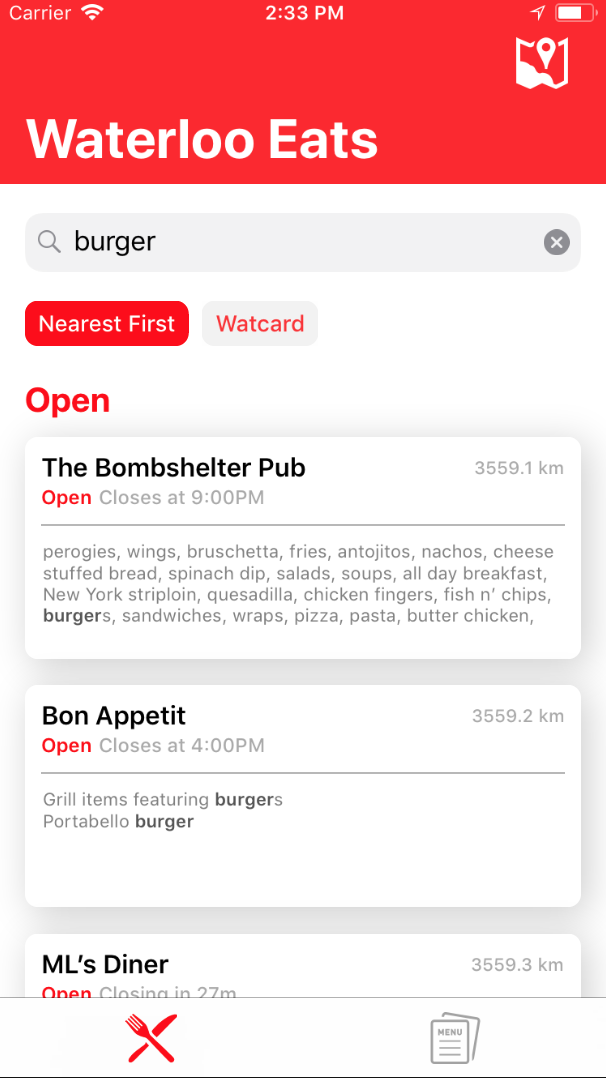 Carrier 2:33 PM
Waterloo Eats
burger
Nearest First Watcard
Open
The Bombshelter Pub 3559.1 km
Open Closes at 9:00PM
perogies, wings, bruschetta, fries, antojitos, nachos, cheese
stuffed bread, spinach dip, salads, soups, all day breakfast,
New York striploin, quesadilla, chicken fingers, fish n’ chips,
burgers, sandwiches, wraps, pizza, pasta, butter chicken,
Bon Appetit 3559.2 km
Open Closes at 4:00PM
Grill items featuring burgers
Portabello burger
ML’s Diner 3559.3 km
Open Closing in 27m
MENU